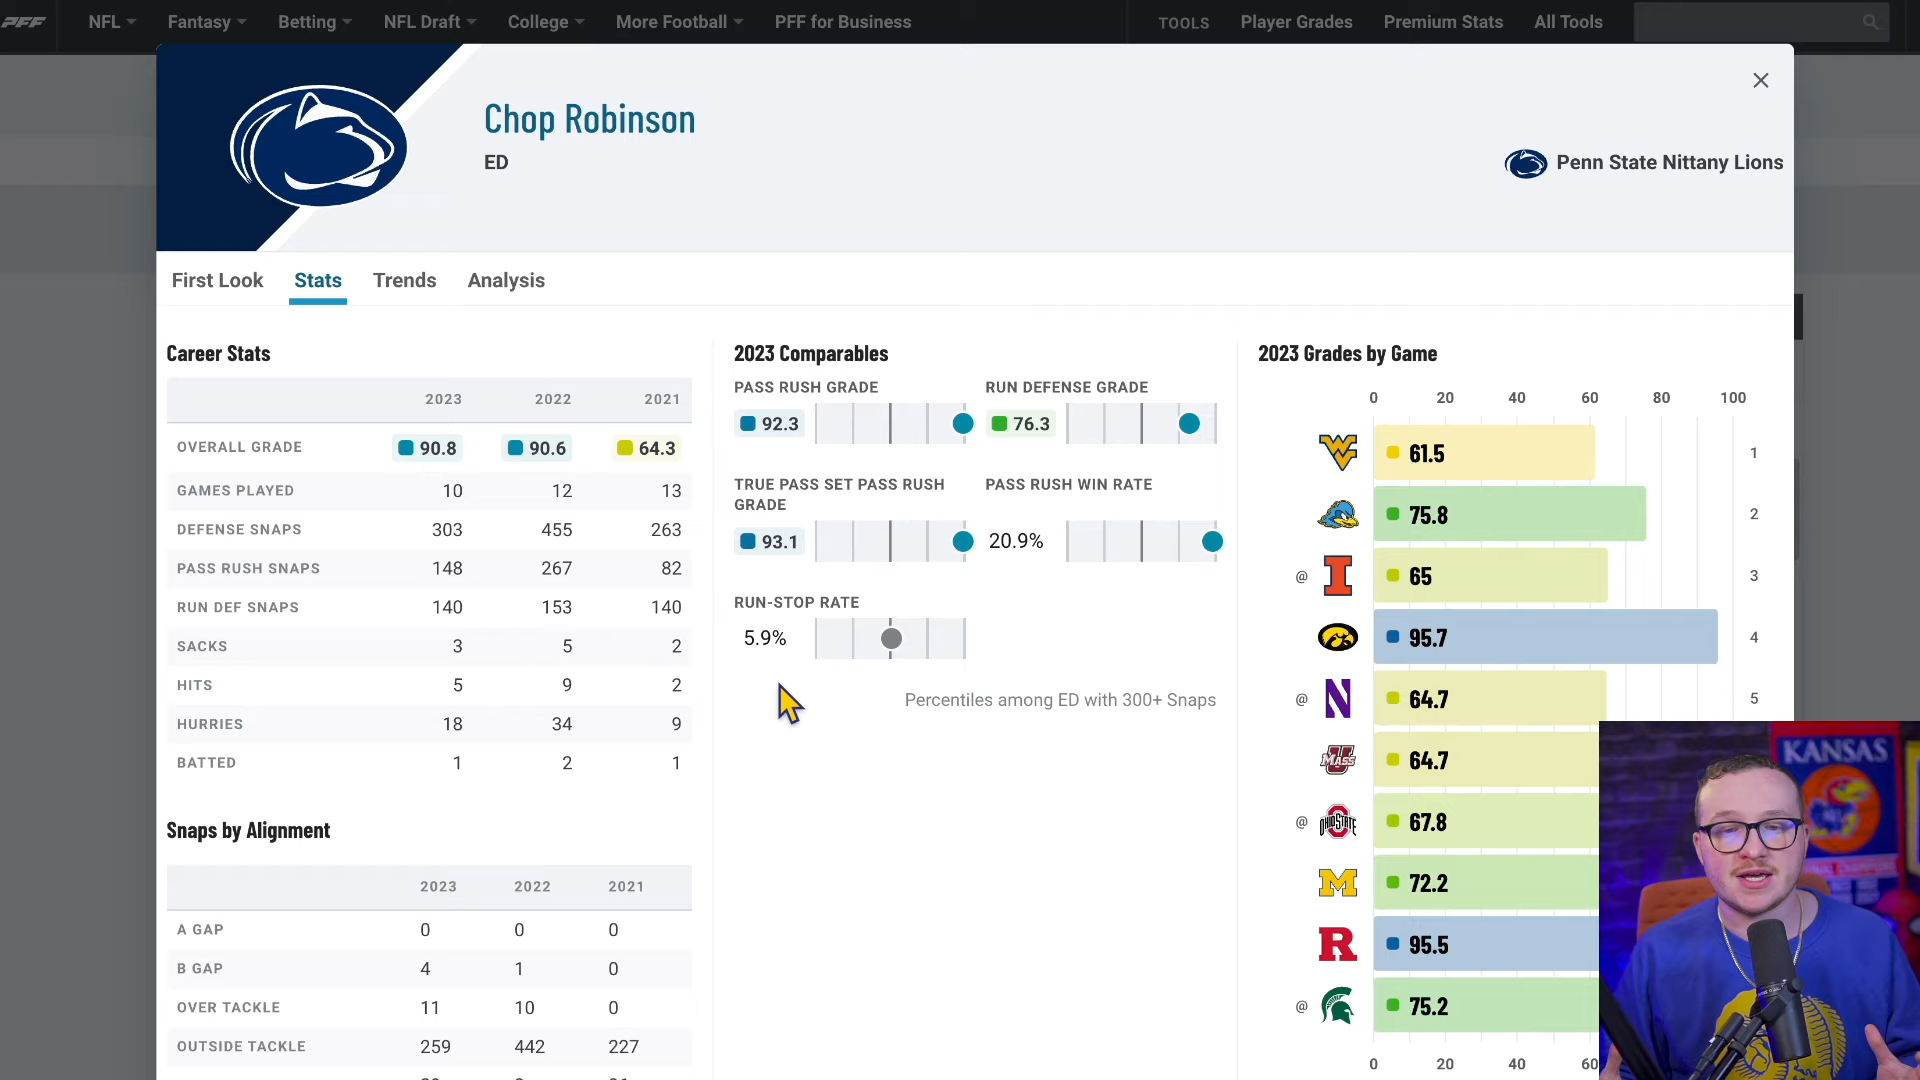 PFF NFL Fantasy Betting NFL Draft College More Football PFF for Business TOOLS Player Grades Premium Stats All Tools
Chop Robinson
ED
Penn State Nittany Lions
First Look Stats Trends Analysis
Career Stats
2023 2022 2021
OVERALL GRADE 90.8 90.6 64.3
GAMES PLAYED 10 12 13
DEFENSE SNAPS 303 455 263
PASS RUSH SNAPS 148 267 82
RUN DEF SNAPS 140 153 140
SACKS 3 5 2
HITS 5 9 2
HURRIES 18 34 9
BATTED 1 2 1
Snaps by Alignment
2023 2022 2021
A GAP 0 0 0
B GAP 4 1 0
OVER TACKLE 11 10 0
OUTSIDE TACKLE 259 442 227
2023 Comparables
PASS RUSH GRADE RUN DEFENSE GRADE
92.3 76.3
TRUE PASS SET PASS RUSH PASS RUSH WIN RATE
GRADE
93.1 20.9%
RUN-STOP RATE
5.9%
Percentiles among ED with 300+ Snaps
2023 Grades by Game
0 20 40 60 80 100
WV 61.5 1
75.8 2
@ I 65 3
95.7 4
@ N 64.7 5
U MASS 64.7
@ OHIO STATE 67.8
M 72.2
R 95.5
@ 75.2
0 20 40 60
KANSAS